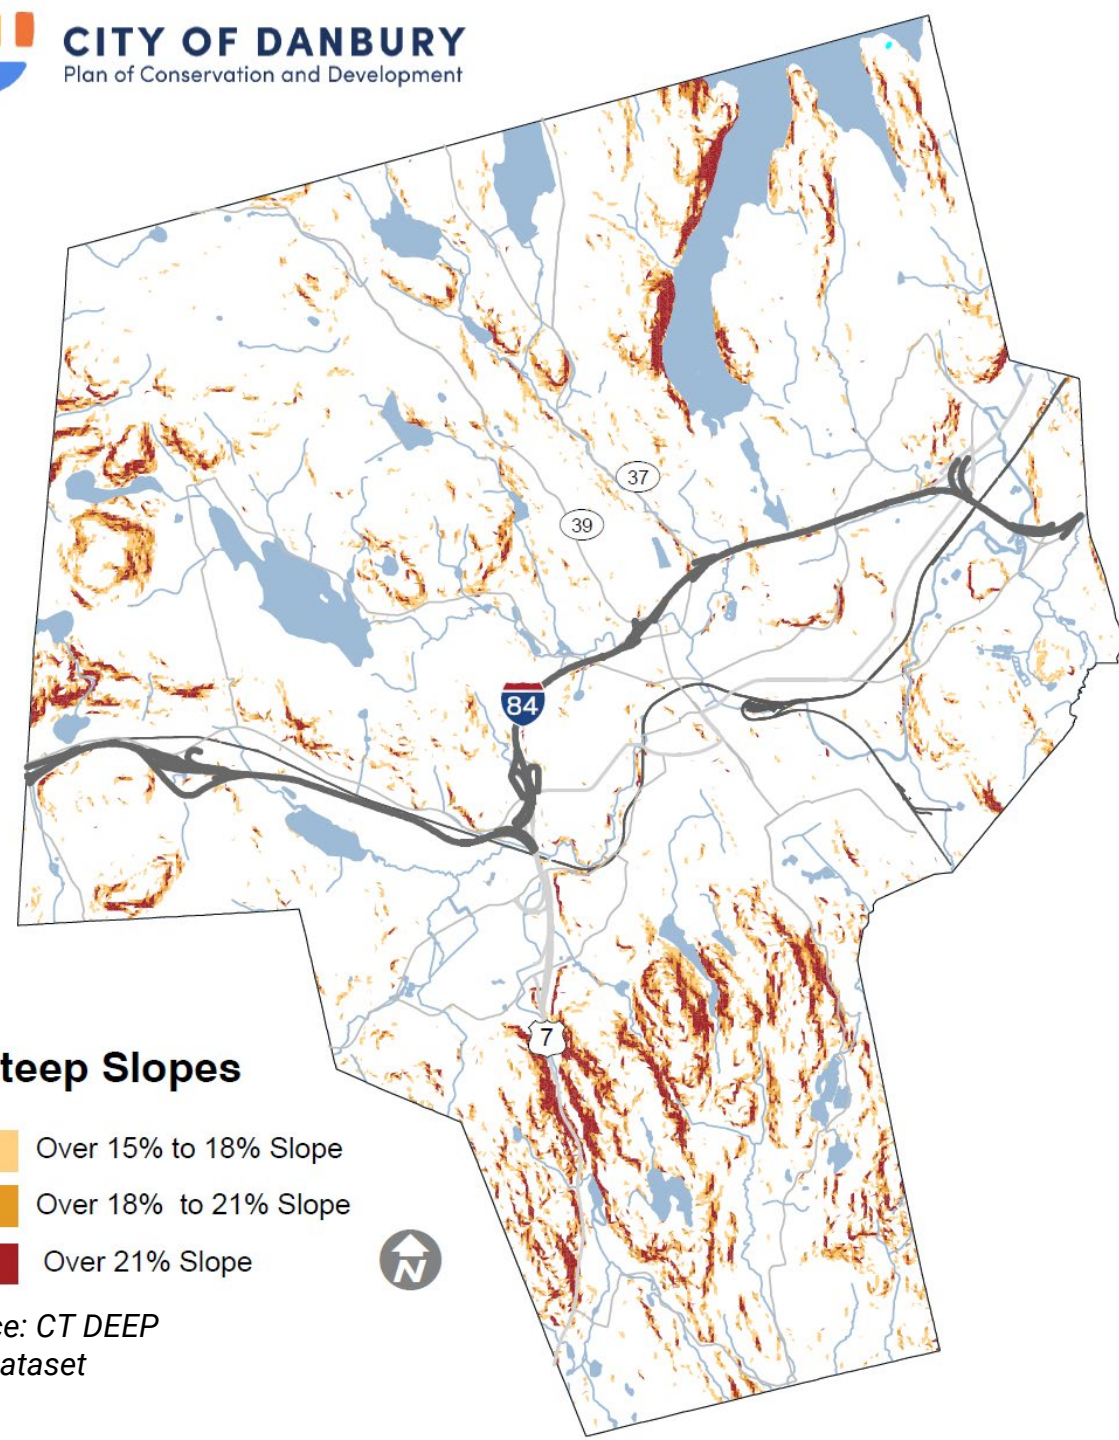 CITY OF DANBURY
Plan of Conservation and Development
37
39
84
7
teep Slopes
Over 15% to 18% Slope
Over 18% to 21% Slope
Over 21% Slope
N
ce: CT DEEP
ataset